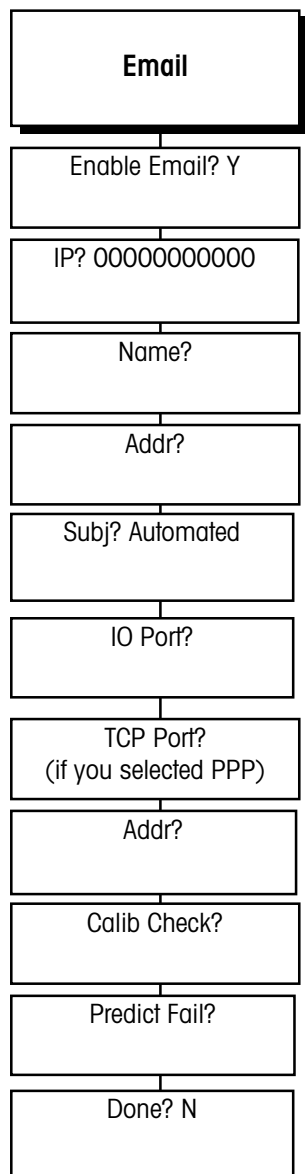 Email
Enable Email? Y
IP? 00000000000
Name?
Addr?
Subj? Automated
IO Port?
TCP Port?
(if you selected PPP)
Addr?
Calib Check?
Predict Fail?
Done? N